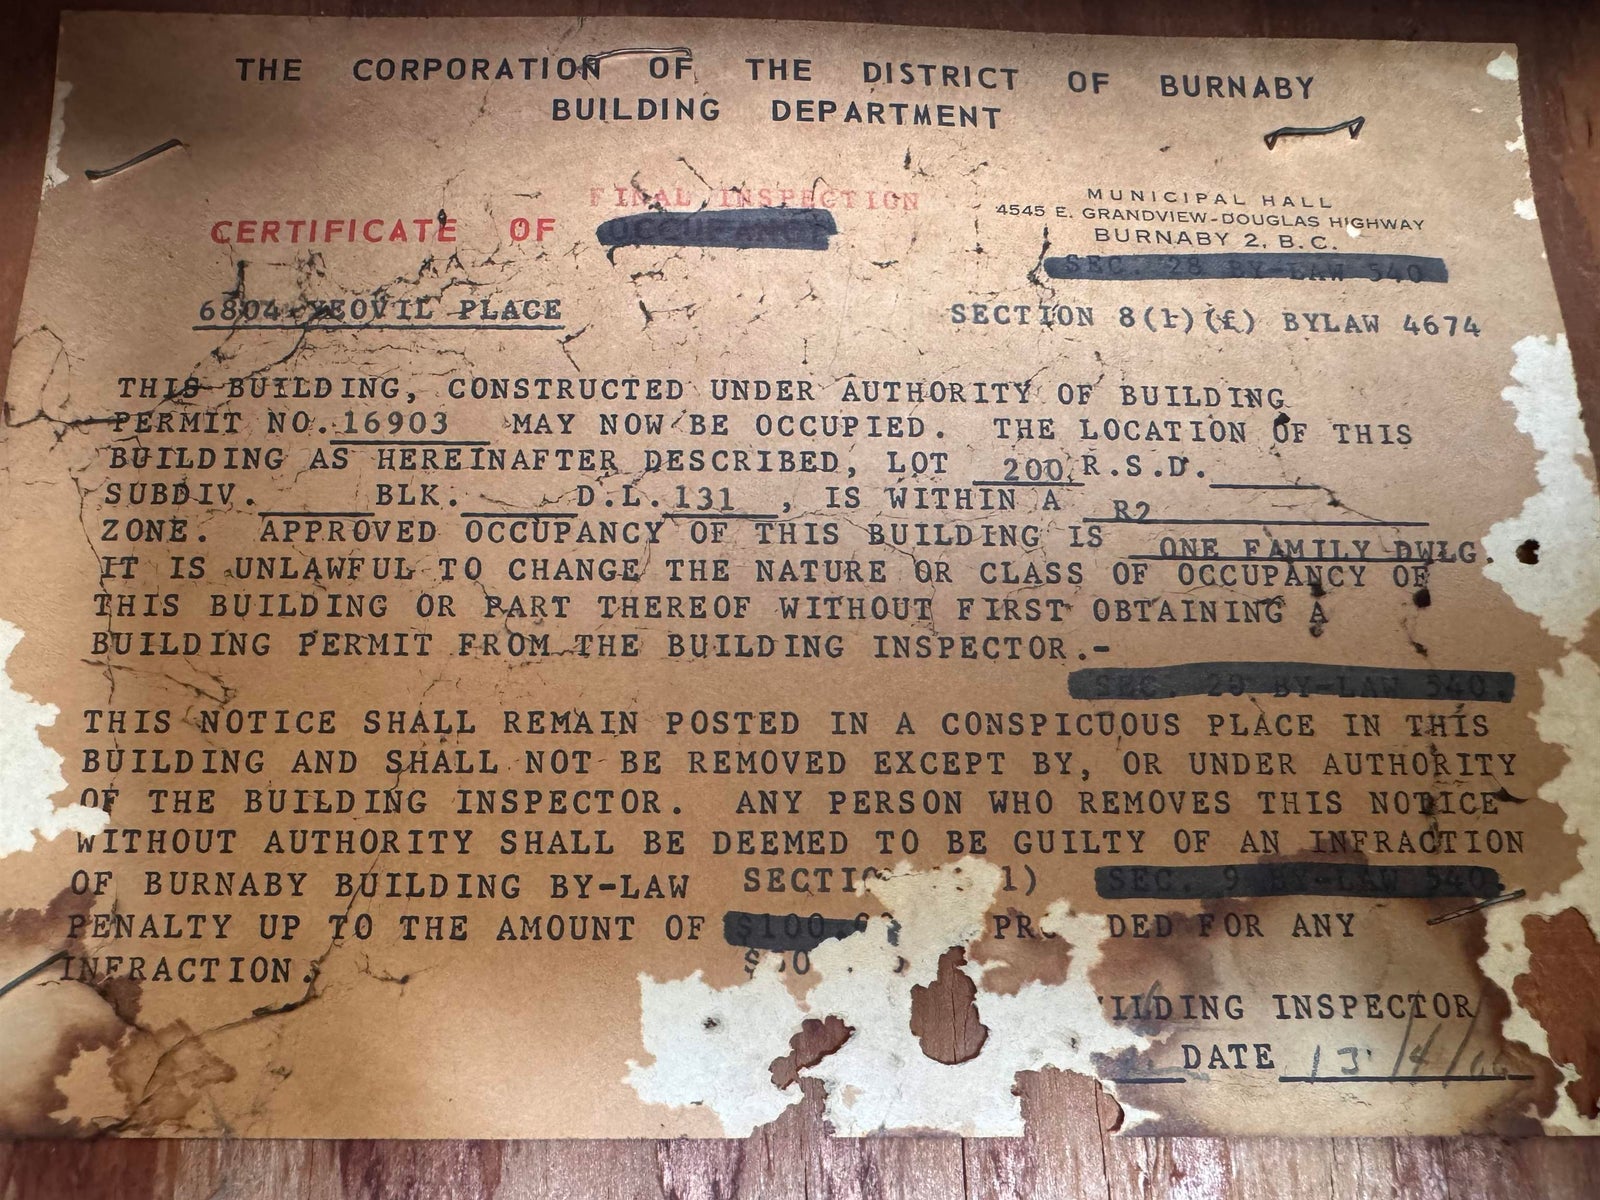 THE CORPORATION OF THE DISTRICT OF BURNABY
BUILDING DEPARTMENT
FINAL INSPECTION
CERTIFICATE OF OCCUPANCY
MUNICIPAL HALL
4545 E. GRANDVIEW-DOUGLAS HIGHWAY
BURNABY 2, B.C.
SEC. 28 BY-LAW 540
6804 YEOVIL PLACE
SECTION 8(1)(f) BYLAW 4674
THIS BUILDING, CONSTRUCTED UNDER AUTHORITY OF BUILDING
PERMIT NO. 16903 MAY NOW BE OCCUPIED. THE LOCATION OF THIS
BUILDING AS HEREINAFTER DESCRIBED, LOT 200 R.S.D.
SUBDIV. BLK. D.L. 131, IS WITHIN A R2
ZONE. APPROVED OCCUPANCY OF THIS BUILDING IS ONE FAMILY DWLG.
IT IS UNLAWFUL TO CHANGE THE NATURE OR CLASS OF OCCUPANCY OF
THIS BUILDING OR PART THEREOF WITHOUT FIRST OBTAINING A
BUILDING PERMIT FROM THE BUILDING INSPECTOR.-
SEC. 20 BY-LAW 540.
THIS NOTICE SHALL REMAIN POSTED IN A CONSPICUOUS PLACE IN THIS
BUILDING AND SHALL NOT BE REMOVED EXCEPT BY, OR UNDER AUTHORITY
OF THE BUILDING INSPECTOR. ANY PERSON WHO REMOVES THIS NOTICE
WITHOUT AUTHORITY SHALL BE DEEMED TO BE GUILTY OF AN INFRACTION
OF BURNABY BUILDING BY-LAW 1) SEC. 9 BY-LAW 540.
PENALTY UP TO THE AMOUNT OF FOR ANY
INFRACTION.
INSPECTOR
DATE 13/4/